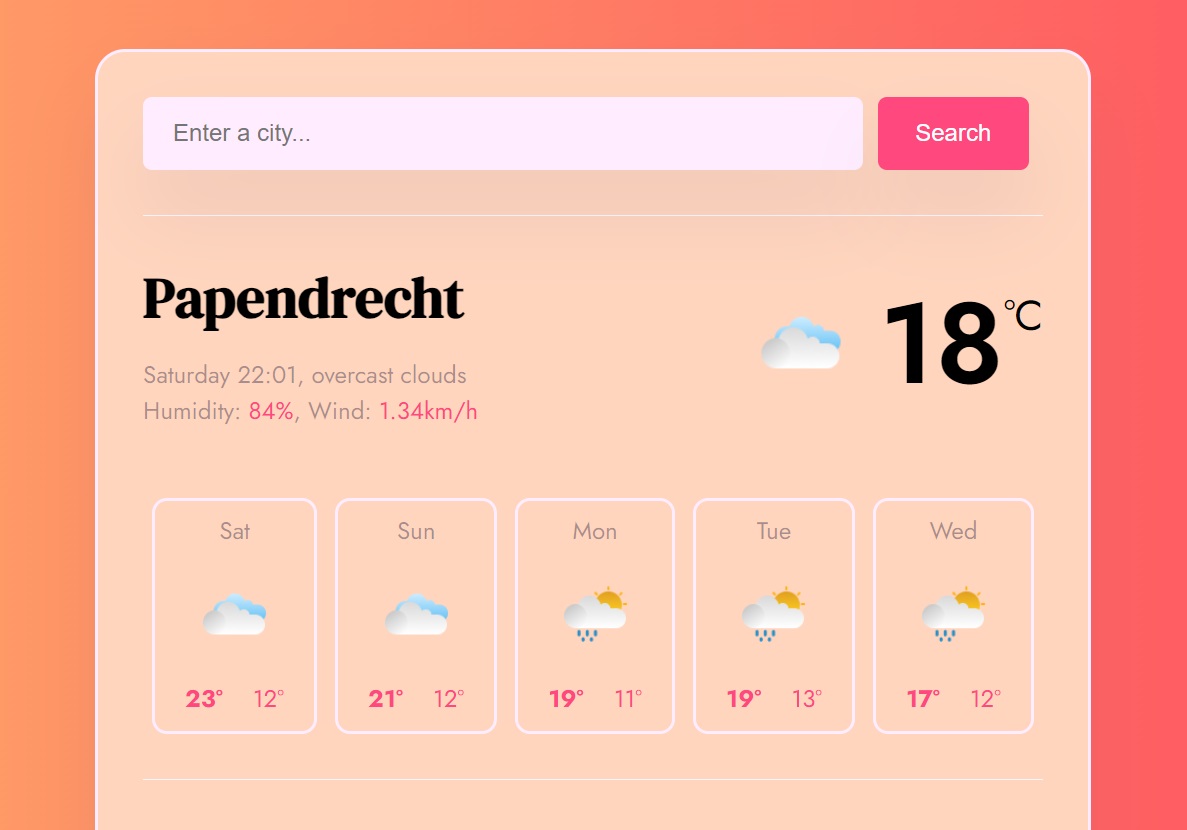 Enter a city...
Search
Papendrecht
18°C
Saturday 22:01, overcast clouds
Humidity: 84%, Wind: 1.34km/h
Sat
Sun
Mon
Tue
Wed
23° 12°
21° 12°
19° 11°
19° 13°
17° 12°